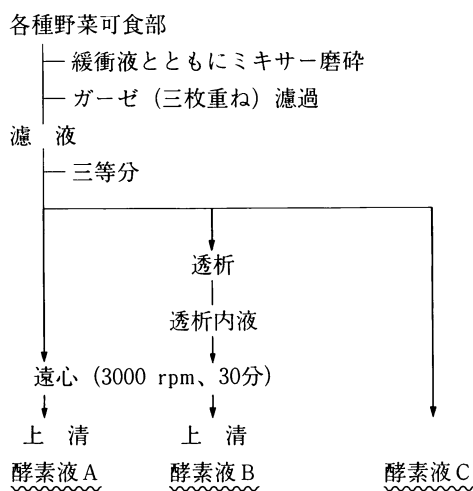 各種野菜可食部
緩衝液とともにミキサー磨砕
ガーゼ（三枚重ね）濾過
濾　液
三等分
透析
透析内液
遠心（3000 rpm、30分）
上　清　上　清
酵素液A　酵素液B　酵素液C